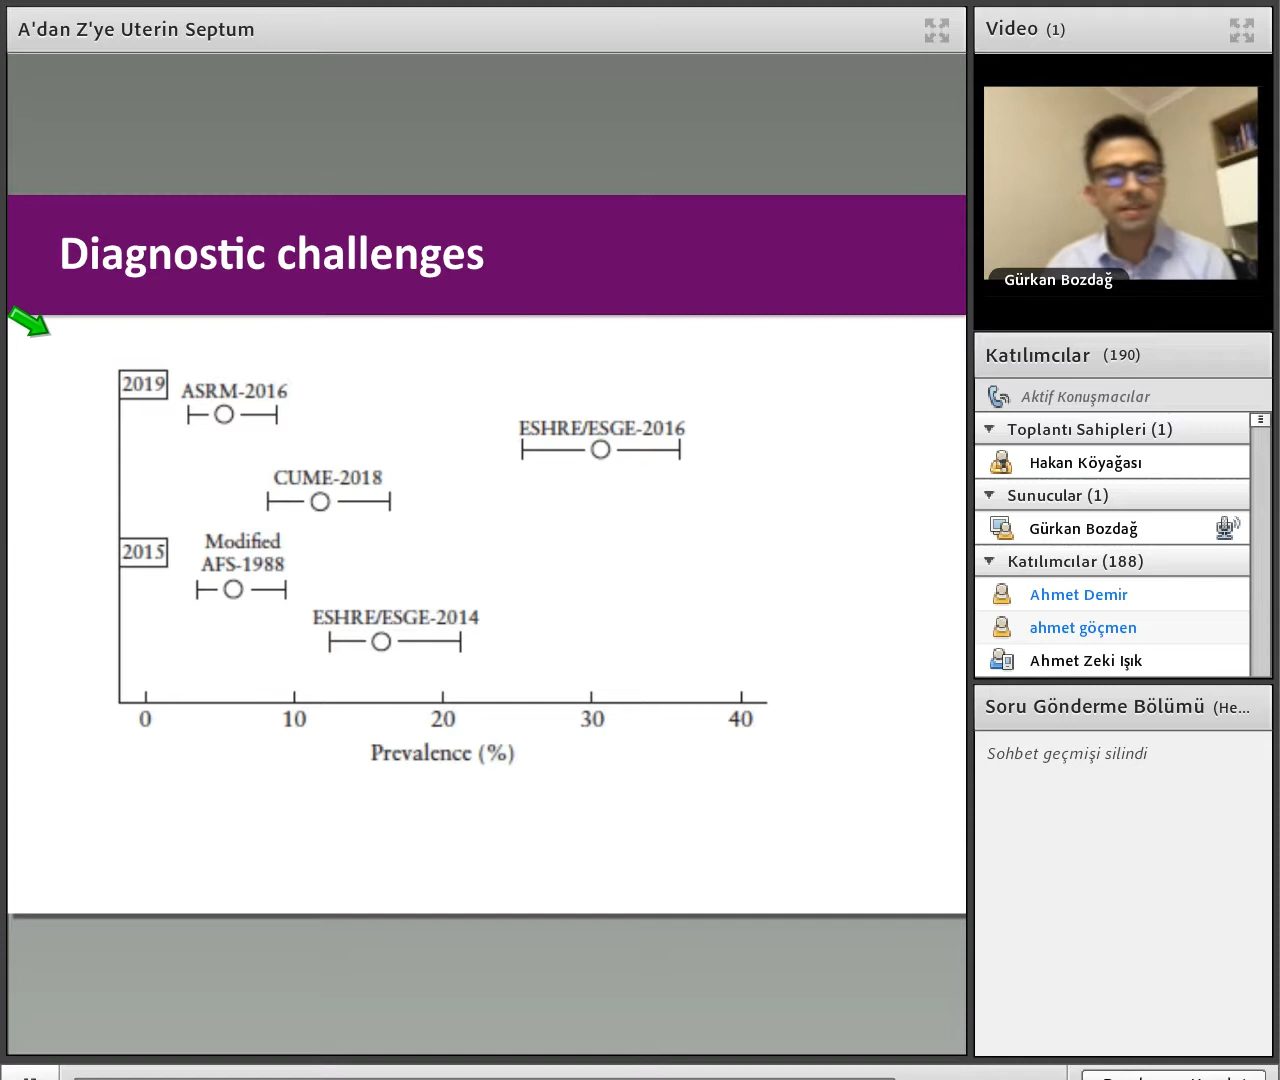 A'dan Z'ye Uterin Septum
Diagnostic challenges
2019
ASRM-2016
ESHRE/ESGE-2016
CUME-2018
2015
Modified
AFS-1988
ESHRE/ESGE-2014
0 10 20 30 40
Prevalence (%)
Video (1)
Gürkan Bozdağ
Katılımcılar (190)
Aktif Konuşmacılar
Toplantı Sahipleri (1)
Hakan Köyağası
Sunucular (1)
Gürkan Bozdağ
Katılımcılar (188)
Ahmet Demir
ahmet göçmen
Ahmet Zeki Işık
Soru Gönderme Bölümü (He...
Sohbet geçmişi silindi